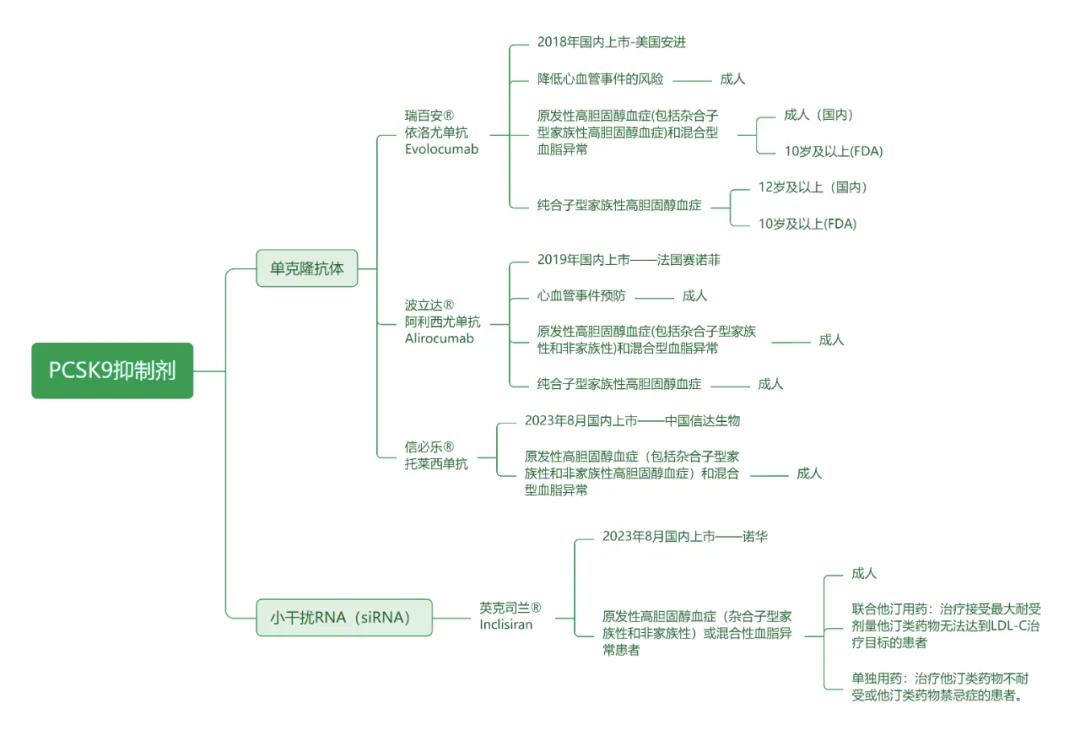 PCSK9抑制剂
单克隆抗体
瑞百安®
依洛尤单抗
Evolocumab
2018年国内上市-美国安进
降低心血管事件的风险
成人
原发性高胆固醇血症(包括杂合子
型家族性高胆固醇血症)和混合型
血脂异常
成人（国内）
10岁及以上(FDA)
纯合子型家族性高胆固醇血症
12岁及以上（国内）
10岁及以上(FDA)
波立达®
阿利西尤单抗
Alirocumab
2019年国内上市——法国赛诺菲
心血管事件预防
成人
原发性高胆固醇血症(包括杂合子型家族
性和非家族性)和混合型血脂异常
成人
纯合子型家族性高胆固醇血症
成人
信必乐®
托莱西单抗
2023年8月国内上市——中国信达生物
原发性高胆固醇血症（包括杂合子型家
族性和非家族性高胆固醇血症）和混合
型血脂异常
成人
小干扰RNA（siRNA）
英克司兰®
Inclisiran
2023年8月国内上市——诺华
原发性高胆固醇血症（杂合子型家
族性和非家族性）或混合性血脂异
常患者
成人
联合他汀用药：治疗接受最大耐受
剂量他汀类药物无法达到LDL-C治
疗目标的患者
单独用药：治疗他汀类药物不耐
受或他汀类药物禁忌症的患者。